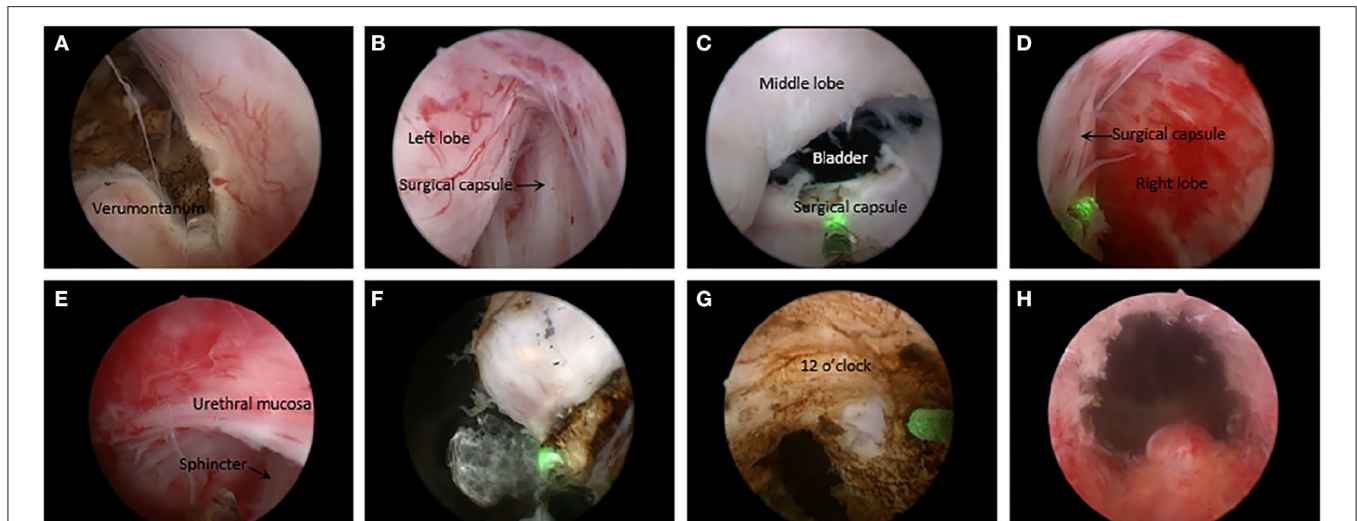 A
Verumontanum
B
Left lobe
Surgical capsule
C
Middle lobe
Bladder
Surgical capsule
D
Surgical capsule
Right lobe
E
Urethral mucosa
Sphincter
F
G
12 o'clock
H